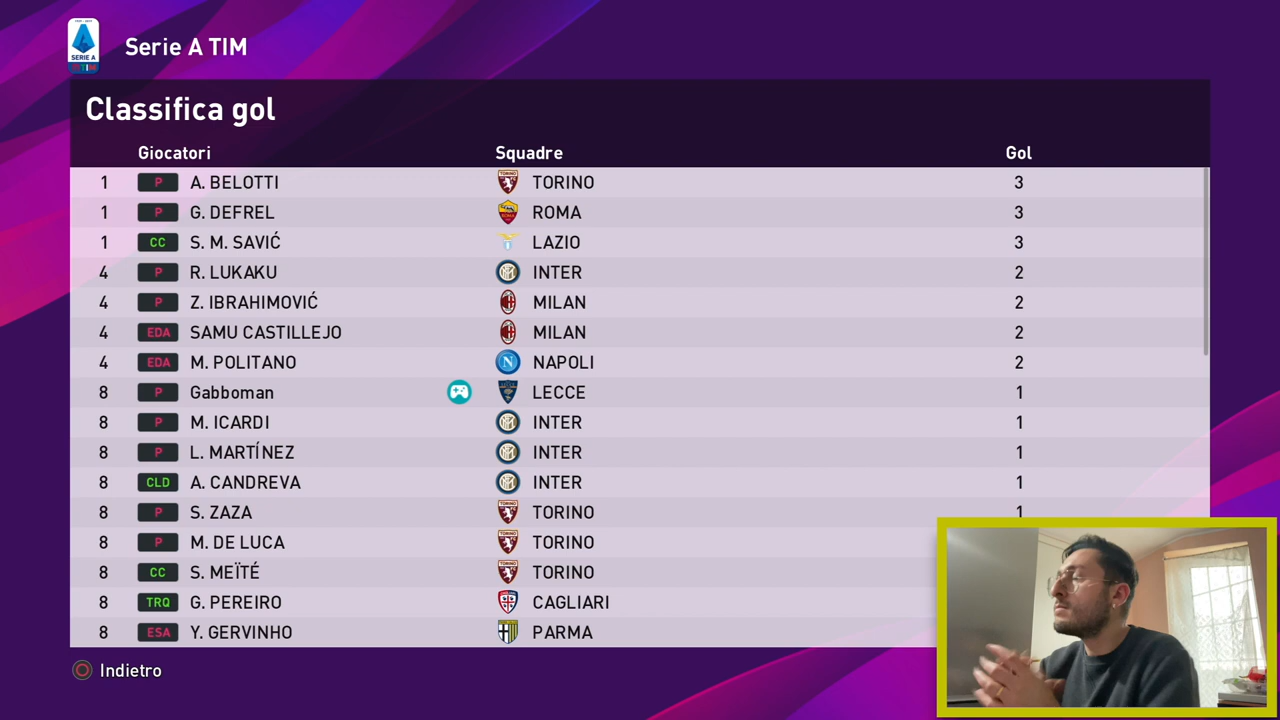 SERIE A
TIM
Serie A TIM
Classifica gol
Giocatori Squadre Gol
1 P A. BELOTTI TORINO 3
1 P G. DEFREL ROMA 3
1 CC S. M. SAVIĆ LAZIO 3
4 P R. LUKAKU INTER 2
4 P Z. IBRAHIMOVIĆ MILAN 2
4 EDA SAMU CASTILLEJO MILAN 2
4 EDA M. POLITANO NAPOLI 2
8 P Gabboman LECCE 1
8 P M. ICARDI INTER 1
8 P L. MARTÍNEZ INTER 1
8 CLD A. CANDREVA INTER 1
8 P S. ZAZA TORINO 1
8 P M. DE LUCA TORINO
8 CC S. MEÏTÉ TORINO
8 TRQ G. PEREIRO CAGLIARI
8 ESA Y. GERVINHO PARMA
Indietro